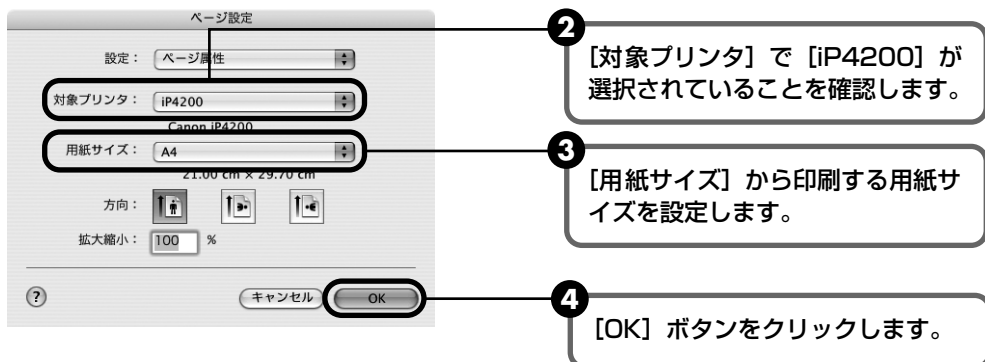 ページ設定
設定： ページ属性
対象プリンタ： iP4200
Canon iP4200
用紙サイズ： A4
21.00 cm × 29.70 cm
方向：
拡大縮小： 100 %
? キャンセル OK
2
［対象プリンタ］で［iP4200］が
選択されていることを確認します。
3
［用紙サイズ］から印刷する用紙サ
イズを設定します。
4
［OK］ボタンをクリックします。